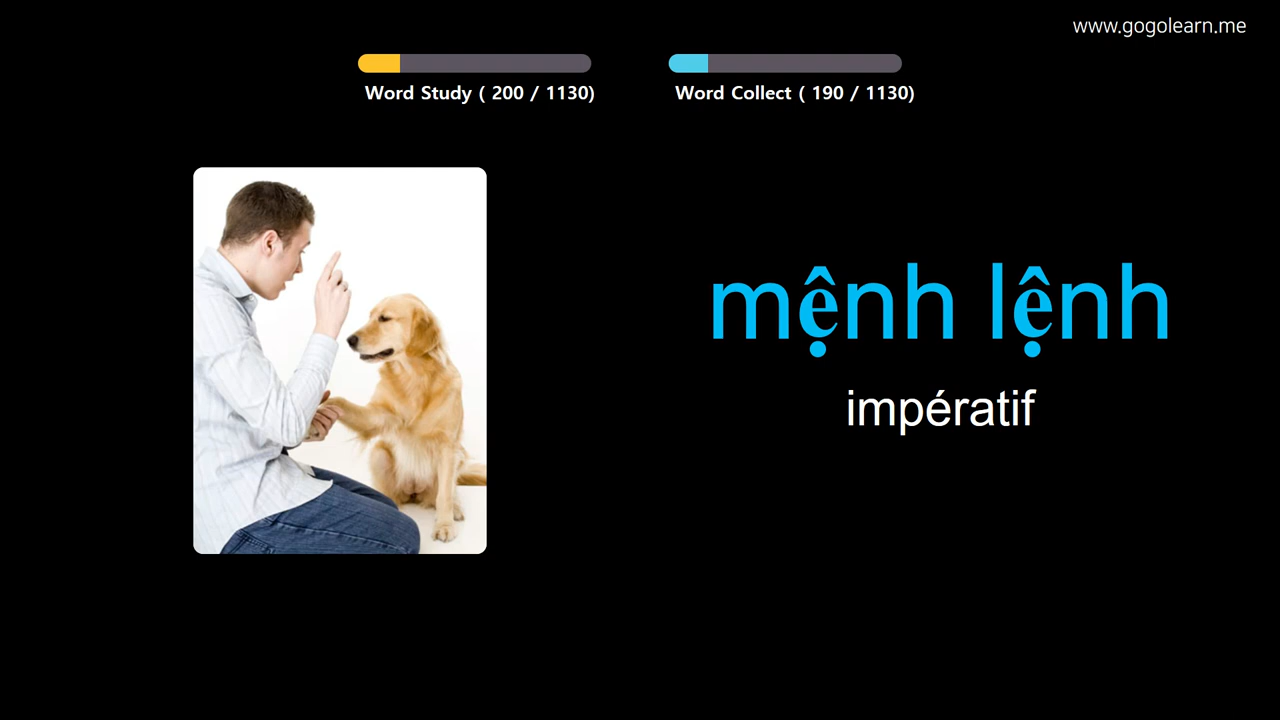 www.gogolearn.me
Word Study ( 200 / 1130)
Word Collect ( 190 / 1130)
mệnh lệnh
impératif